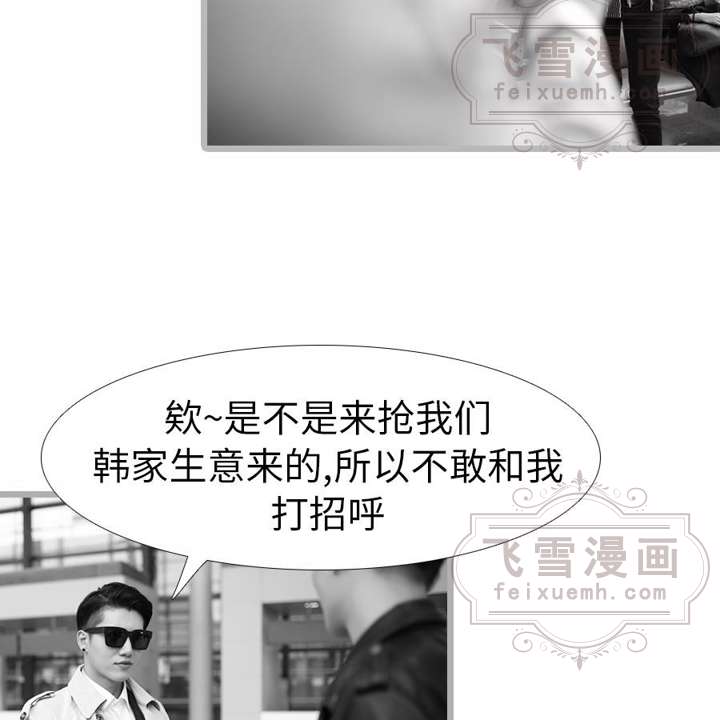 飞雪漫画
feixuemh.com
欸~是不是来抢我们
韩家生意来的,所以不敢和我
打招呼
飞雪漫画
feixuemh.com